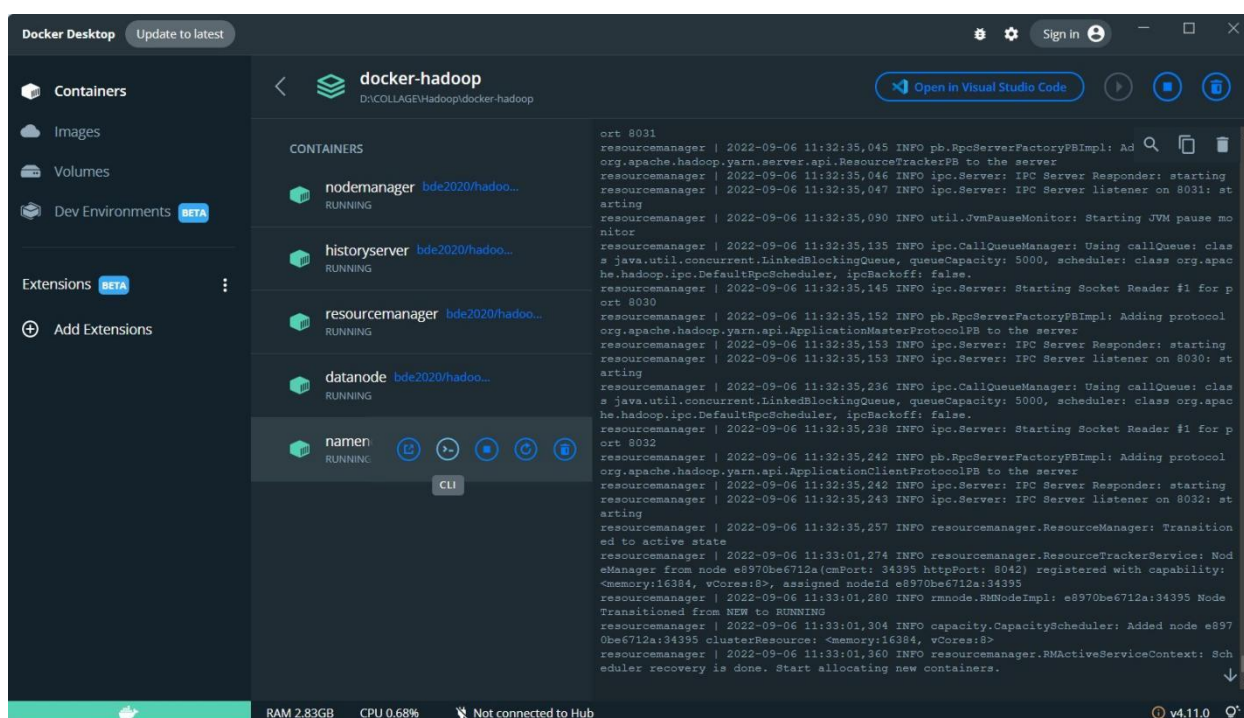 Docker Desktop
Update to latest
Sign in
Containers
Images
Volumes
Dev Environments BETA
Extensions BETA
Add Extensions
docker-hadoop
D:\COLLAGE\Hadoop\docker-hadoop
Open in Visual Studio Code
CONTAINERS
nodemanager bde2020/hadoo...
RUNNING
historyserver bde2020/hadoo...
RUNNING
resourcemanager bde2020/hadoo...
RUNNING
datanode bde2020/hadoo...
RUNNING
namen
RUNNING
CLI
ort 8031
resourcemanager | 2022-09-06 11:32:35,045 INFO pb.RpcServerFactoryPBImpl: Ad
org.apache.hadoop.yarn.server.api.ResourceTrackerPB to the server
resourcemanager | 2022-09-06 11:32:35,046 INFO ipc.Server: IPC Server Responder: starting
resourcemanager | 2022-09-06 11:32:35,047 INFO ipc.Server: IPC Server listener on 8031: st
arting
resourcemanager | 2022-09-06 11:32:35,090 INFO util.JvmPauseMonitor: Starting JVM pause mo
nitor
resourcemanager | 2022-09-06 11:32:35,135 INFO ipc.CallQueueManager: Using callQueue: clas
s java.util.concurrent.LinkedBlockingQueue, queueCapacity: 5000, scheduler: class org.apac
he.hadoop.ipc.DefaultRpcScheduler, ipcBackoff: false.
resourcemanager | 2022-09-06 11:32:35,145 INFO ipc.Server: Starting Socket Reader #1 for p
ort 8030
resourcemanager | 2022-09-06 11:32:35,152 INFO pb.RpcServerFactoryPBImpl: Adding protocol
org.apache.hadoop.yarn.api.ApplicationMasterProtocolPB to the server
resourcemanager | 2022-09-06 11:32:35,153 INFO ipc.Server: IPC Server Responder: starting
resourcemanager | 2022-09-06 11:32:35,153 INFO ipc.Server: IPC Server listener on 8030: st
arting
resourcemanager | 2022-09-06 11:32:35,236 INFO ipc.CallQueueManager: Using callQueue: clas
s java.util.concurrent.LinkedBlockingQueue, queueCapacity: 5000, scheduler: class org.apac
he.hadoop.ipc.DefaultRpcScheduler, ipcBackoff: false.
resourcemanager | 2022-09-06 11:32:35,238 INFO ipc.Server: Starting Socket Reader #1 for p
ort 8032
resourcemanager | 2022-09-06 11:32:35,242 INFO pb.RpcServerFactoryPBImpl: Adding protocol
org.apache.hadoop.yarn.api.ApplicationClientProtocolPB to the server
resourcemanager | 2022-09-06 11:32:35,242 INFO ipc.Server: IPC Server Responder: starting
resourcemanager | 2022-09-06 11:32:35,243 INFO ipc.Server: IPC Server listener on 8032: st
arting
resourcemanager | 2022-09-06 11:32:35,257 INFO resourcemanager.ResourceManager: Transition
ed to active state
resourcemanager | 2022-09-06 11:33:01,274 INFO resourcemanager.ResourceTrackerService: Nod
eManager from node e8970be6712a(cmPort: 34395 httpPort: 8042) registered with capability:
<memory:16384, vCores:8>, assigned nodeId e8970be6712a:34395
resourcemanager | 2022-09-06 11:33:01,280 INFO rmnode.RMNodeImpl: e8970be6712a:34395 Node
Transitioned from NEW to RUNNING
resourcemanager | 2022-09-06 11:33:01,304 INFO capacity.CapacityScheduler: Added node e897
0be6712a:34395 clusterResource: <memory:16384, vCores:8>
resourcemanager | 2022-09-06 11:33:01,360 INFO resourcemanager.RMActiveServiceContext: Sch
eduler recovery is done. Start allocating new containers.
RAM 2.83GB CPU 0.68% Not connected to Hub
v4.11.0